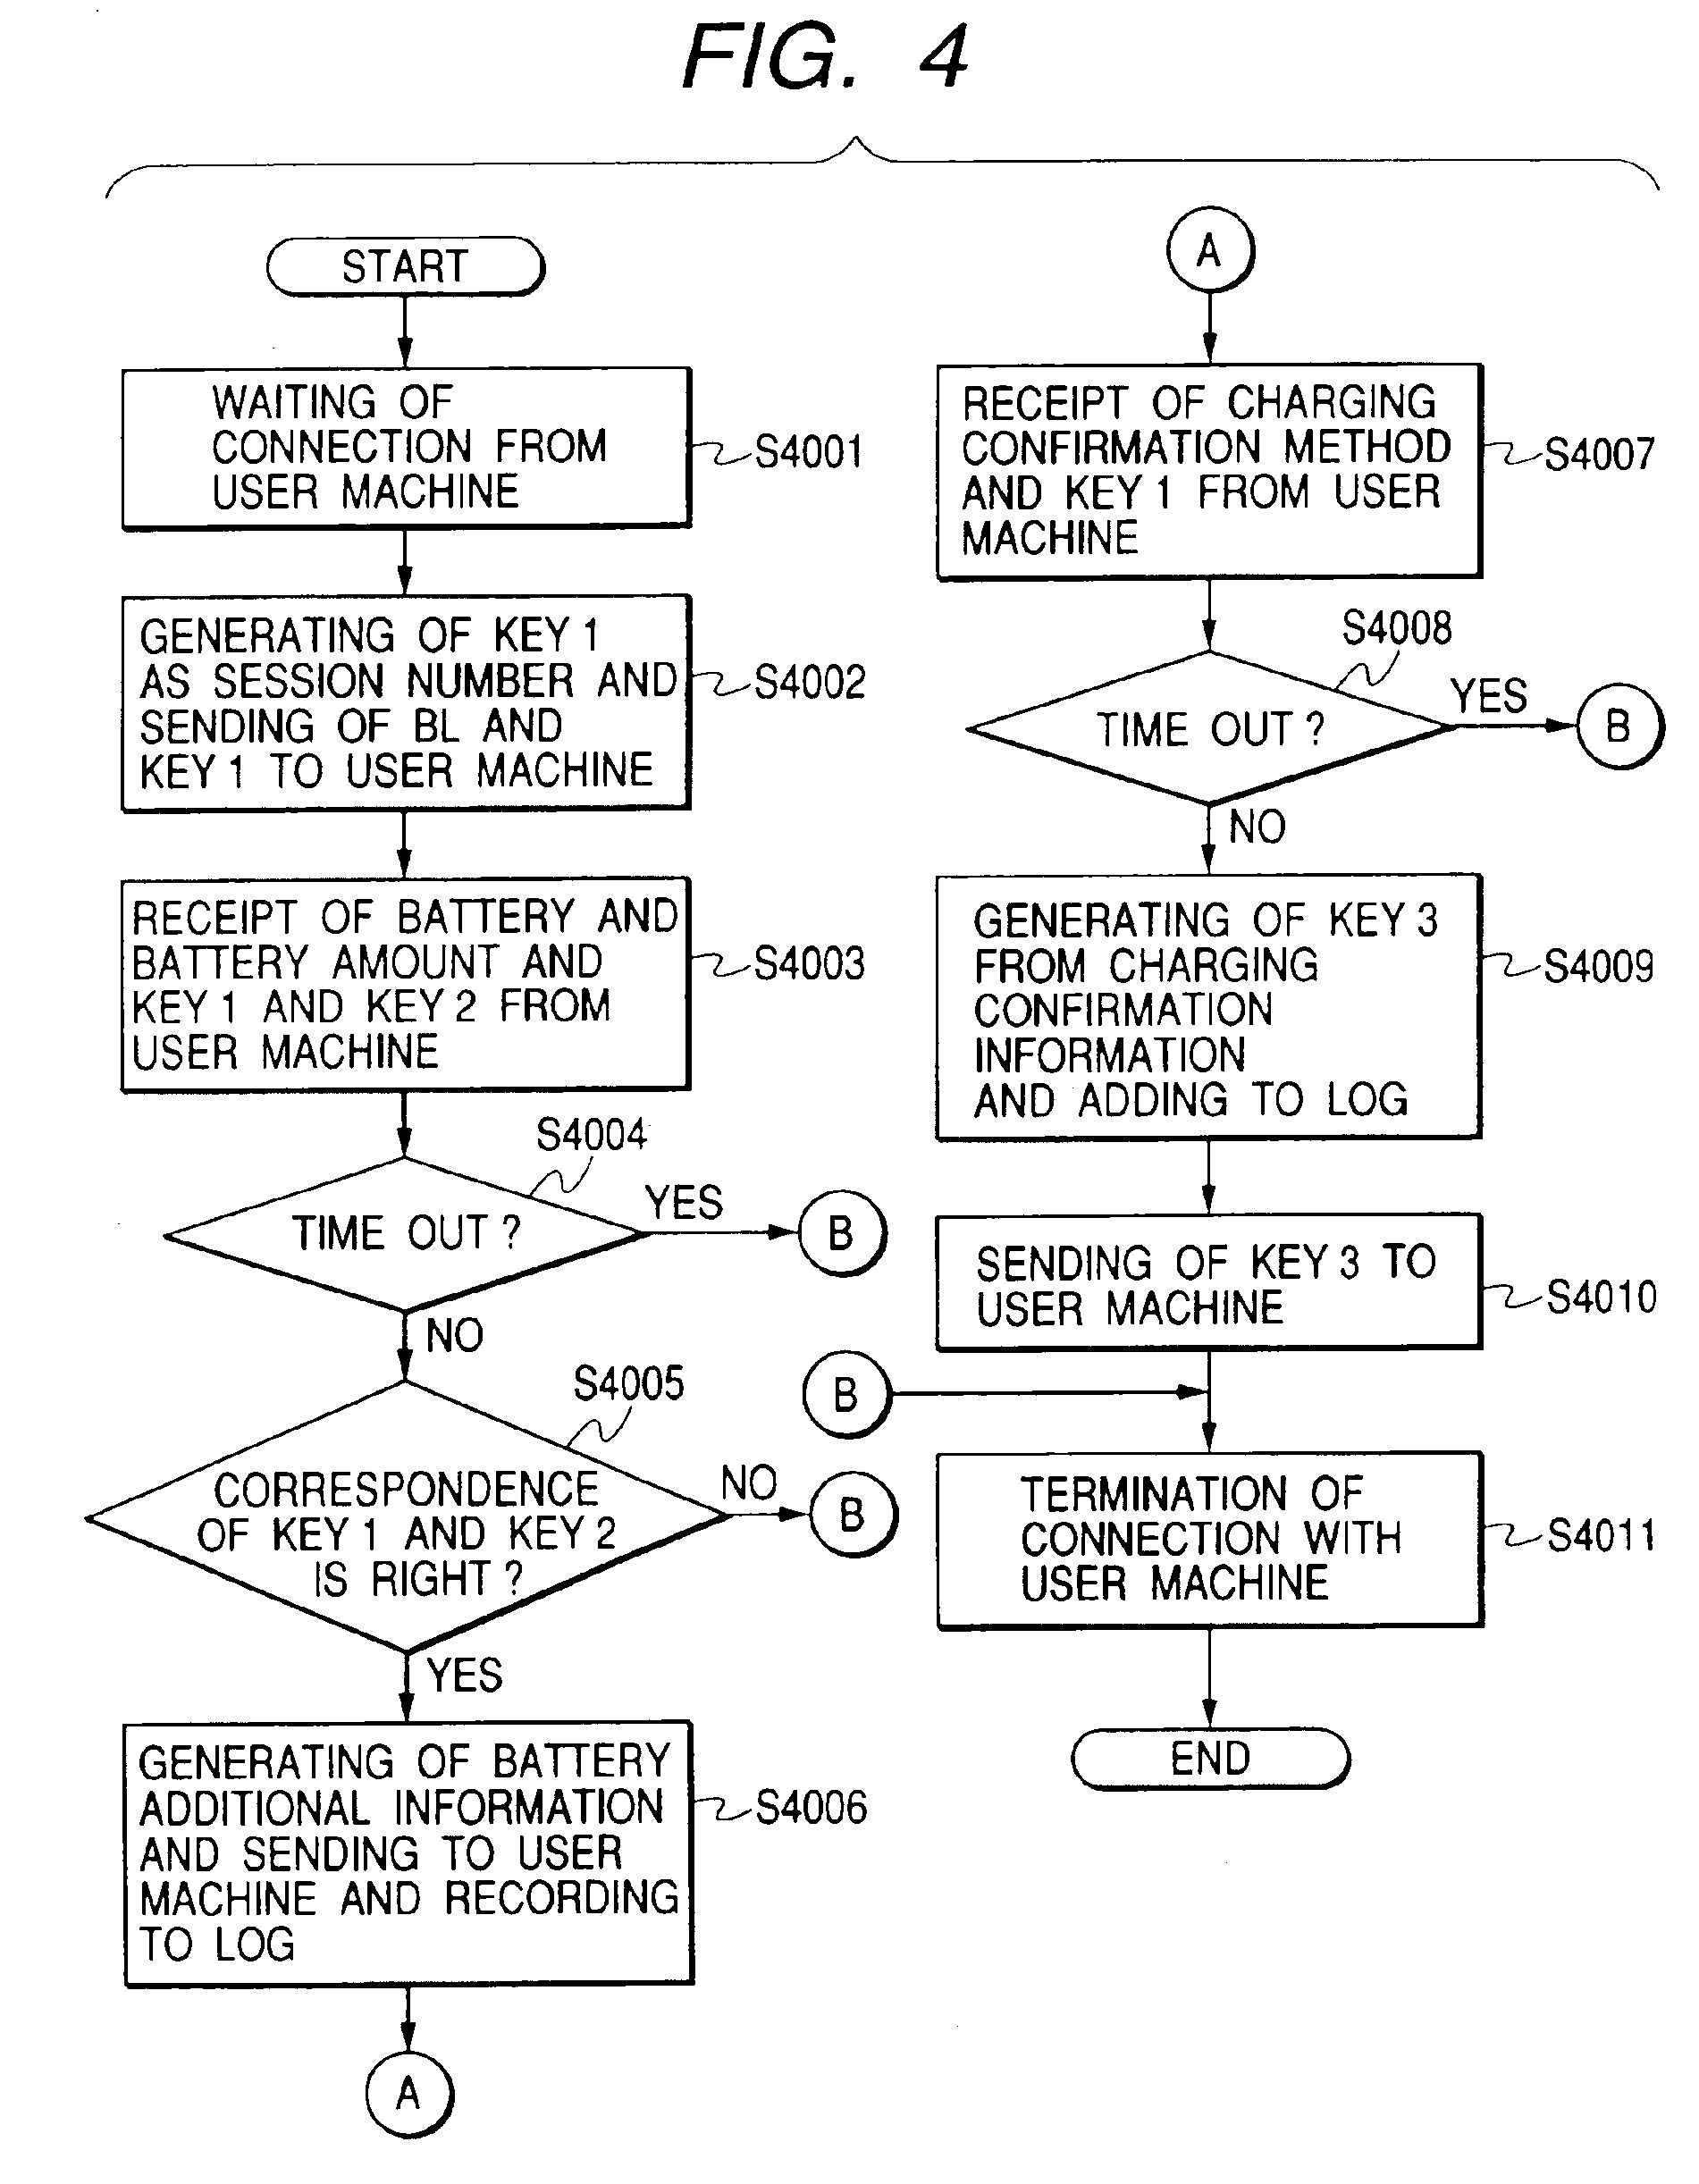 FIG. 4
START
WAITING OF
CONNECTION FROM
USER MACHINE
S4001
GENERATING OF KEY 1
AS SESSION NUMBER AND
SENDING OF BL AND
KEY 1 TO USER MACHINE
S4002
RECEIPT OF BATTERY AND
BATTERY AMOUNT AND
KEY 1 AND KEY 2 FROM
USER MACHINE
S4003
S4004
TIME OUT ?
YES
B
NO
S4005
CORRESPONDENCE
OF KEY 1 AND KEY 2
IS RIGHT ?
NO
B
YES
GENERATING OF BATTERY
ADDITIONAL INFORMATION
AND SENDING TO USER
MACHINE AND RECORDING
TO LOG
S4006
A
A
RECEIPT OF CHARGING
CONFIRMATION METHOD
AND KEY 1 FROM USER
MACHINE
S4007
S4008
TIME OUT ?
YES
B
NO
GENERATING OF KEY 3
FROM CHARGING
CONFIRMATION
INFORMATION
AND ADDING TO LOG
S4009
SENDING OF KEY 3 TO
USER MACHINE
S4010
B
TERMINATION OF
CONNECTION WITH
USER MACHINE
S4011
END